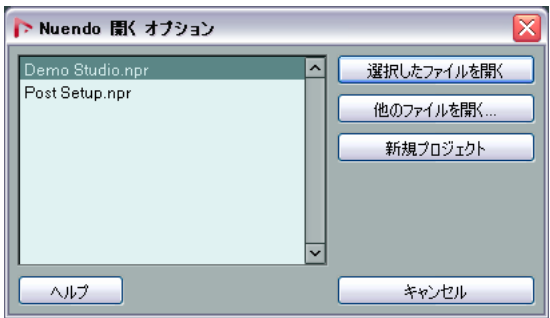 Nuendo 開く オプション
Demo Studio.npr
Post Setup.npr
選択したファイルを開く
他のファイルを開く...
新規プロジェクト
ヘルプ
キャンセル